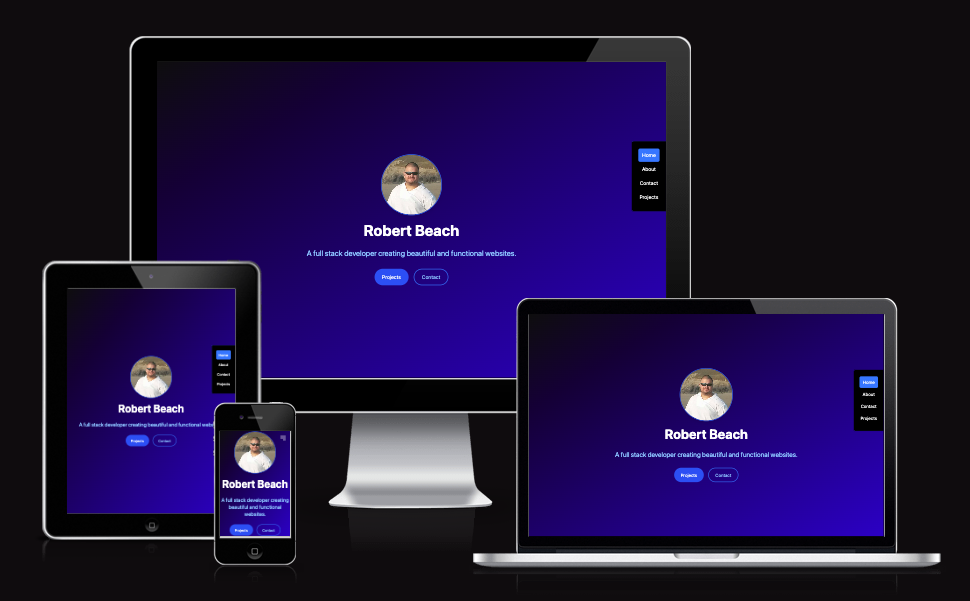 Home
About
Contact
Projects
Robert Beach
A full stack developer creating beautiful and functional websites.
Projects
Contact
Home
About
Contact
Projects
Robert Beach
A full stack developer creating beautiful and functional
Projects
Contact
Robert Beach
A full stack developer creating
beautiful and functional
websites.
Projects
Contact
Home
About
Contact
Projects
Robert Beach
A full stack developer creating beautiful and functional websites.
Projects
Contact